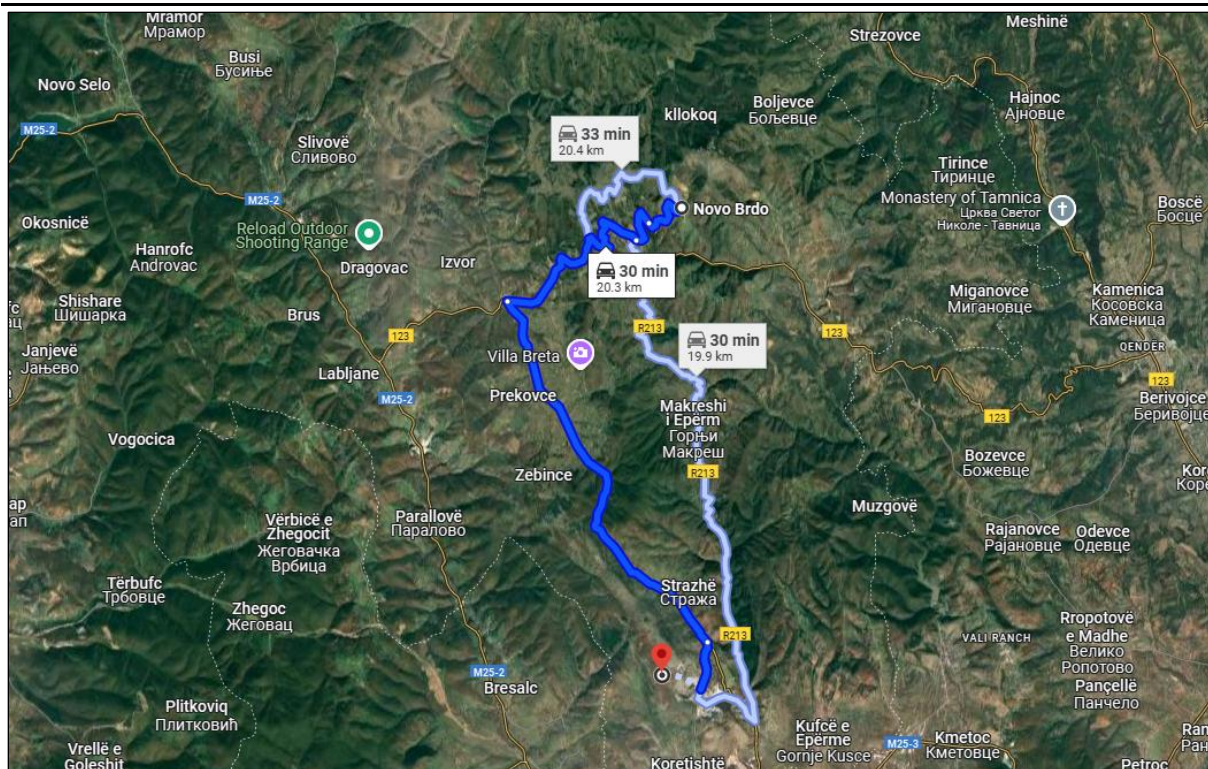 Mramor
Мрамор
Meshinë
Strezovce
Busi
Бусиње
Novo Selo
M25-2
Hajnoc
Ајновце
Boljevce
Бољевце
kllokoq
33 min
20.4 km
Slivovë
Сливово
M25-2
Tirince
Тиринце
Monastery of Tamnica
Црква Светог
Николе - Тавница
Boscë
Босце
Novo Brdo
Okosnicë
Reload Outdoor
Shooting Range
Hanrofc
Androvac
Dragovac
Izvor
30 min
20.3 km
Miganovce
Мигановце
Kamenica
Косовска
Каменица
Shishare
Шишарка
Brus
123
R213
123
QENDËR
30 min
19.9 km
Janjevë
Јањево
Villa Breta
Labljane
M25-2
Prekovce
123
Berivojce
Беривојце
Makreshi
i Epërm
Горњи
Макреш
123
Vogocica
Bozevce
Божевце
Zebince
R213
Muzgovë
Vërbicë e
Zhegocit
Жеговачка
Врбица
Parallovë
Паралово
Rajanovce
Рајановце
Odevce
Одевце
Tërbufc
Трбовце
Strazhë
Стража
Zhegoc
Жеговац
R213
VALI RANCH
Rropotovë
e Madhe
Велико
Ропотово
M25-2
Bresalc
Pançellë
Панчело
Plitkoviq
Плитковић
Kufcë e
Epërme
Gornje Kusce
M25-3
Kmetoc
Кметовце
Vrellë e
Goleshit
Koretishtë
Petroc